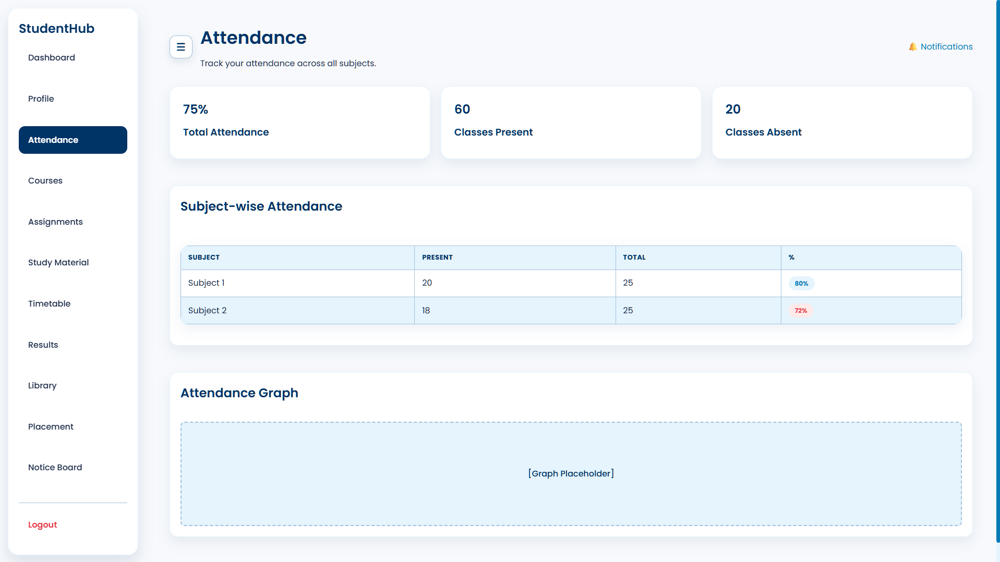 StudentHub
Dashboard
Profile
Attendance
Courses
Assignments
Study Material
Timetable
Results
Library
Placement
Notice Board
Logout
☰
Attendance
Track your attendance across all subjects.
🔔 Notifications
75%
Total Attendance
60
Classes Present
20
Classes Absent
Subject-wise Attendance
SUBJECT PRESENT TOTAL %
Subject 1 20 25 80%
Subject 2 18 25 72%
Attendance Graph
[Graph Placeholder]